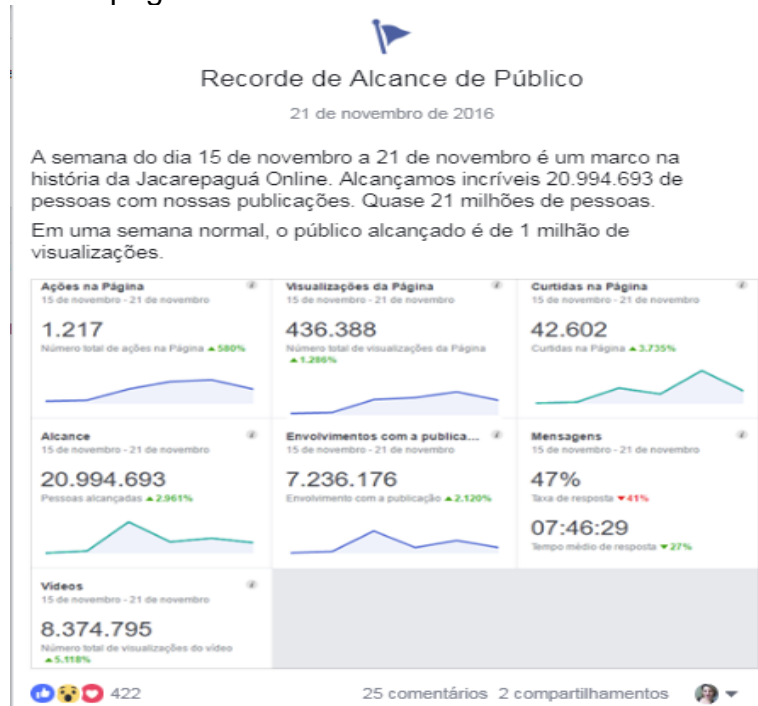 Recorde de Alcance de Público
21 de novembro de 2016
A semana do dia 15 de novembro a 21 de novembro é um marco na
história da Jacarepaguá Online. Alcançamos incríveis 20.994.693 de
pessoas com nossas publicações. Quase 21 milhões de pessoas.
Em uma semana normal, o público alcançado é de 1 milhão de
visualizações.
Ações na Página
15 de novembro - 21 de novembro
1.217
Número total de ações na Página ▲580%
Visualizações da Página
15 de novembro - 21 de novembro
436.388
Número total de visualizações da Página
▲1.286%
Curtidas na Página
15 de novembro - 21 de novembro
42.602
Curtidas na Página ▲3.735%
Alcance
15 de novembro - 21 de novembro
20.994.693
Pessoas alcançadas ▲2.961%
Envolvimentos com a publica...
15 de novembro - 21 de novembro
7.236.176
Envolvimento com a publicação ▲2.120%
Mensagens
15 de novembro - 21 de novembro
47%
Taxa de resposta ▼41%
07:46:29
Tempo médio de resposta ▼27%
Vídeos
15 de novembro - 21 de novembro
8.374.795
Número total de visualizações do vídeo
▲5.118%
422
25 comentários 2 compartilhamentos